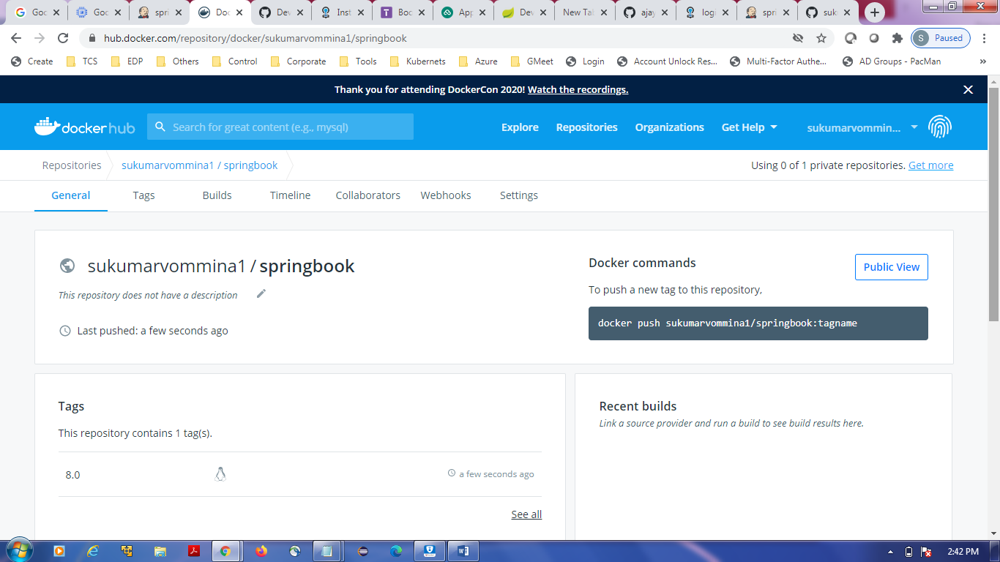 Goo
Goo
spri
Doc
Dev
Inst
Boo
App
Dev
New Tal
ajay
logi
spri
suk
hub.docker.com/repository/docker/sukumarvommina1/springbook
S Paused
Create TCS EDP Others Control Corporate Tools Kubernetes Azure GMeet Login Account Unlock Res... Multi-Factor Authe... AD Groups - PacMan »
Thank you for attending DockerCon 2020! Watch the recordings.
docker hub
Search for great content (e.g., mysql)
Explore Repositories Organizations Get Help sukumarvommin...
Repositories sukumarvommina1 / springbook
Using 0 of 1 private repositories. Get more
General Tags Builds Timeline Collaborators Webhooks Settings
sukumarvommina1 / springbook
This repository does not have a description
Last pushed: a few seconds ago
Docker commands
Public View
To push a new tag to this repository,
docker push sukumarvommina1/springbook:tagname
Tags
This repository contains 1 tag(s).
8.0 a few seconds ago
See all
Recent builds
Link a source provider and run a build to see build results here.
2:42 PM